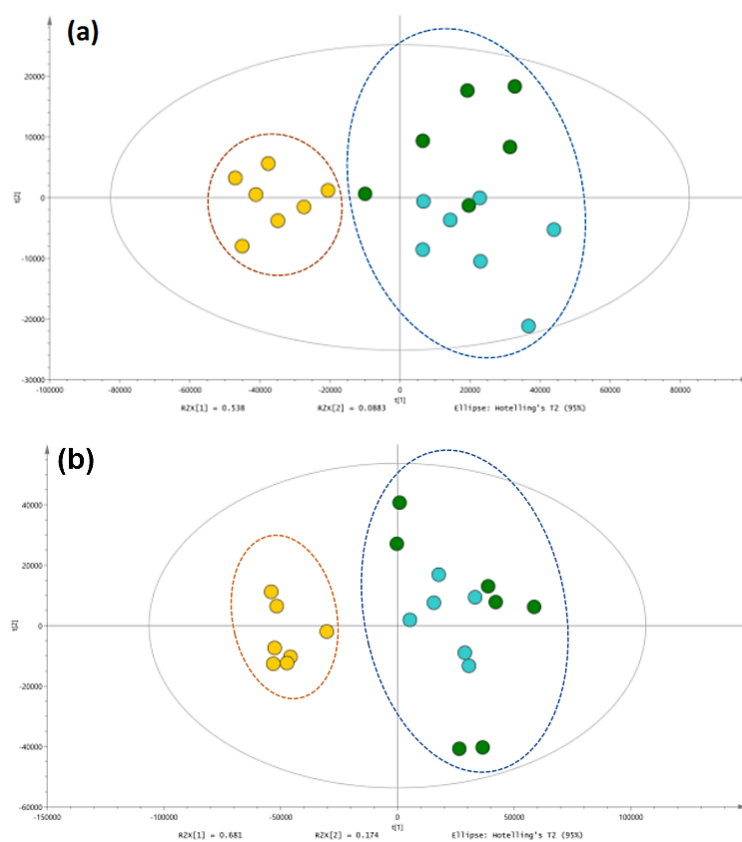 (a)
20000
10000
0
-10000
-20000
-30000
t[2]
-100000 -80000 -60000 -40000 -20000 0 20000 40000 60000 80000
t[1]
R2X[1] = 0.538 R2X[2] = 0.0883 Ellipse: Hotelling's T2 (95%)
(b)
40000
20000
0
-20000
-40000
-60000
t[2]
-150000 -100000 -50000 0 50000 100000
t[1]
R2X[1] = 0.681 R2X[2] = 0.174 Ellipse: Hotelling's T2 (95%)